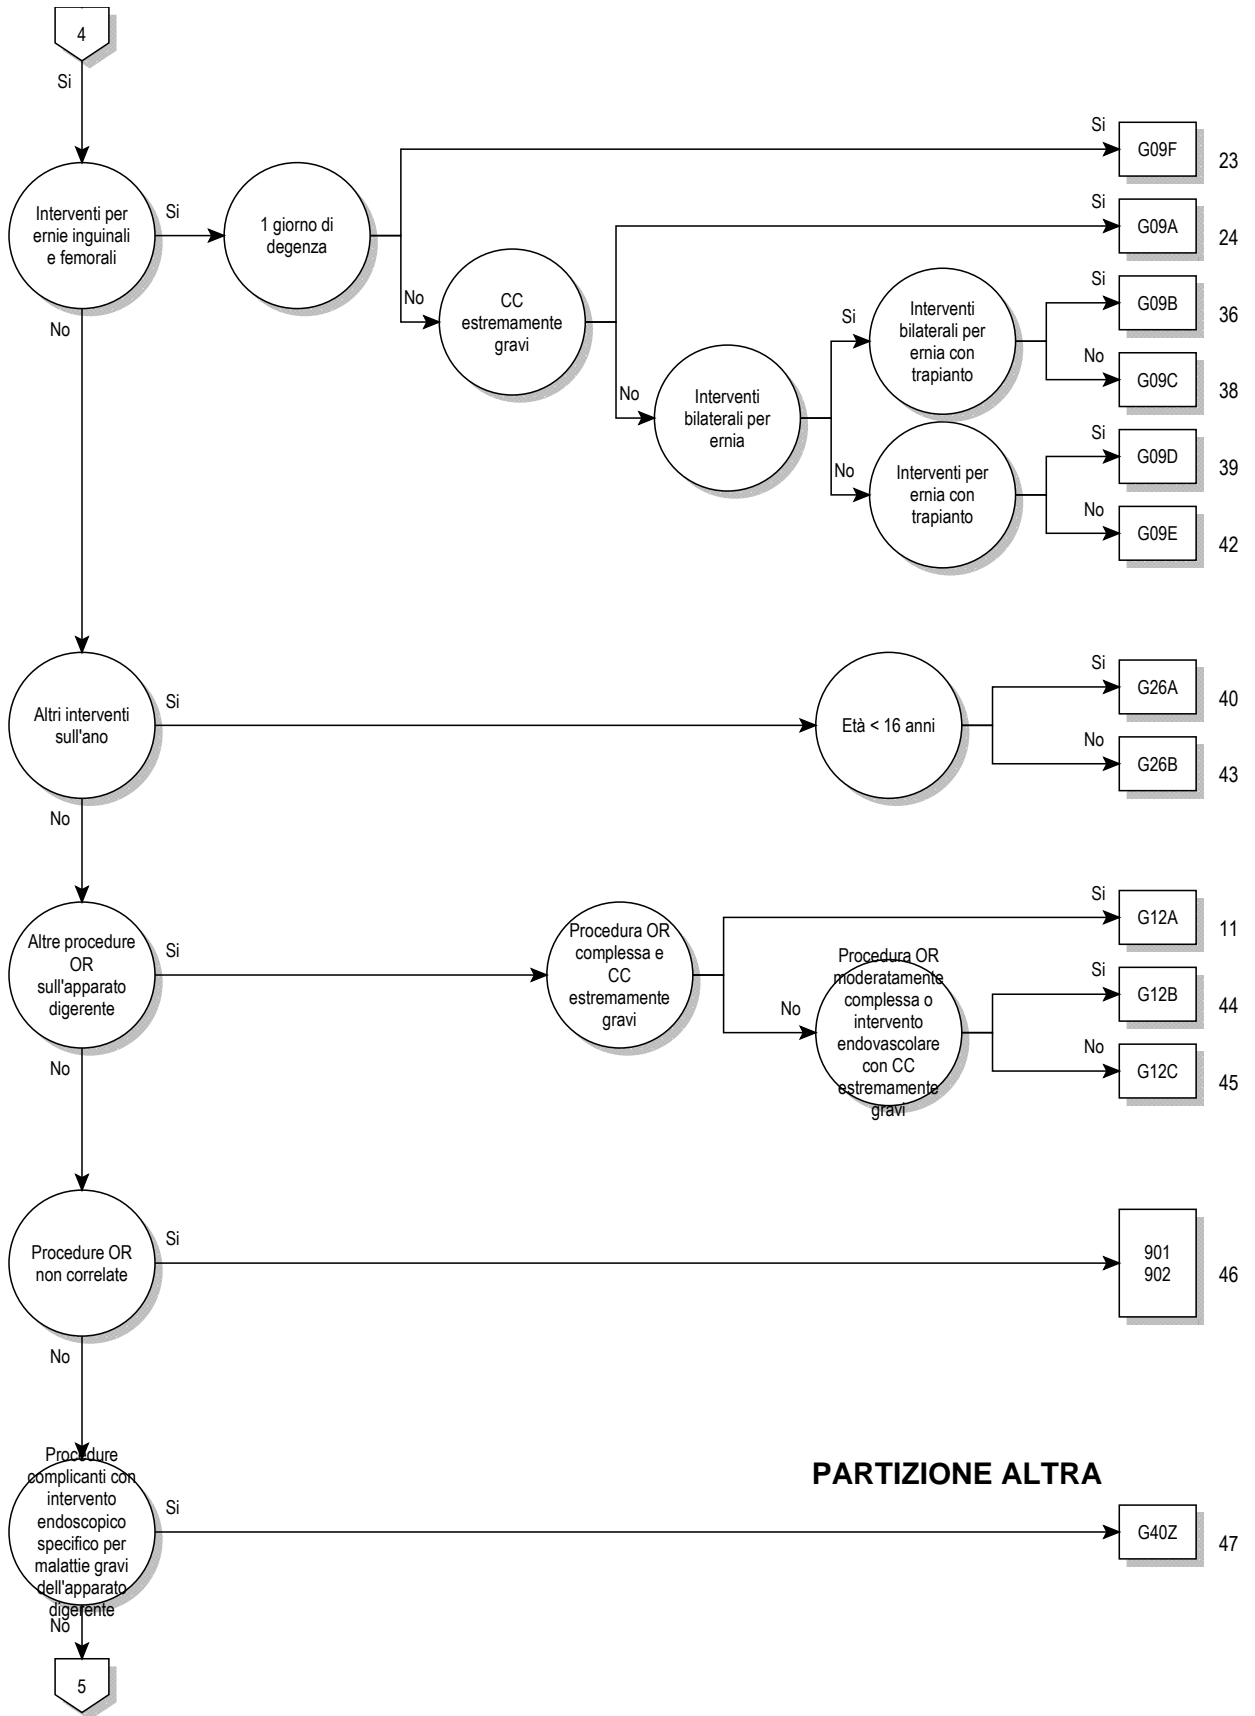 4
Si
Interventi per
ernie inguinali
e femorali
Si
1 giorno di
degenza
Si
G09F
23
No
CC
estremamente
gravi
Si
G09A
24
No
Interventi
bilaterali per
ernia
Si
Interventi
bilaterali per
ernia con
trapianto
Si
G09B
36
No
G09C
38
No
Interventi per
ernia con
trapianto
Si
G09D
39
No
G09E
42
No
Altri interventi
sull'ano
Si
Età < 16 anni
Si
G26A
40
No
G26B
43
No
Altre procedure
OR
sull'apparato
digerente
Si
Procedura OR
complessa e
CC
estremamente
gravi
Si
G12A
11
No
Procedura OR
moderatamente
complessa o
intervento
endovascolare
con CC
estremamente
gravi
Si
G12B
44
No
G12C
45
No
Procedure OR
non correlate
Si
901
902
46
No
PARTIZIONE ALTRA
Procedure
complicanti con
intervento
endoscopico
specifico per
malattie gravi
dell'apparato
digerente
Si
G40Z
47
No
5